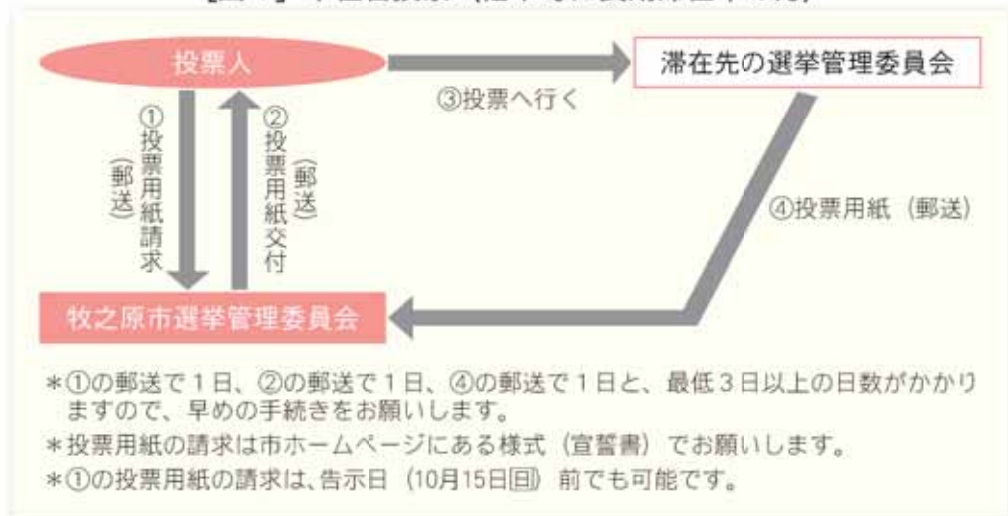 投票人
滞在先の選挙管理委員会
③投票へ行く
①投票用紙請求
(郵送)
②投票用紙交付
(郵送)
④投票用紙(郵送)
牧之原市選挙管理委員会
*①の郵送で1日、②の郵送で1日、④の郵送で1日と、最低3日以上の日数がかかり
ますので、早めの手続きをお願いします。
*投票用紙の請求は市ホームページにある様式(宣誓書)でお願いします。
*①の投票用紙の請求は、告示日(10月15日㊐)前でも可能です。